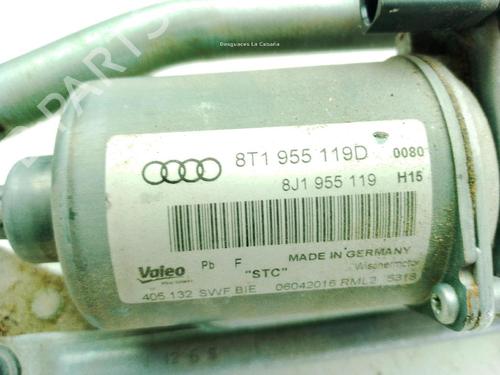 Desguaces La Cabaña
8T1 955 119D 0080
8J1 955 119 H15
MADE IN GERMANY
Wischermotor
Valeo Pb F "STC"
405.132 SWF.BIE 06042016 RML2 5318